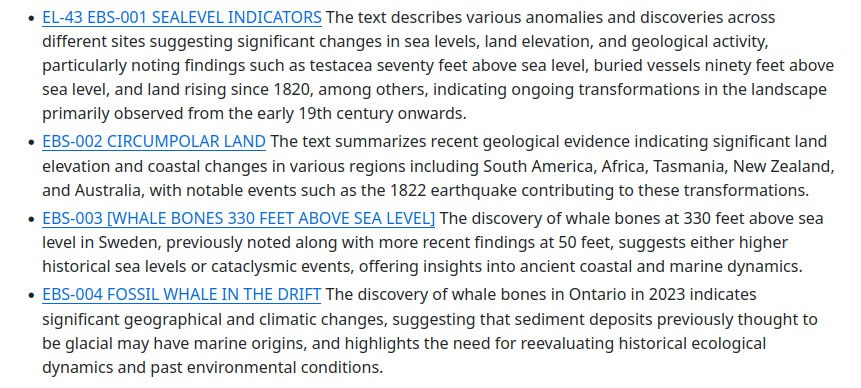 • EL-43 EBS-001 SEALEVEL INDICATORS The text describes various anomalies and discoveries across
different sites suggesting significant changes in sea levels, land elevation, and geological activity,
particularly noting findings such as testacea seventy feet above sea level, buried vessels ninety feet above
sea level, and land rising since 1820, among others, indicating ongoing transformations in the landscape
primarily observed from the early 19th century onwards.
• EBS-002 CIRCUMPOLAR LAND The text summarizes recent geological evidence indicating significant land
elevation and coastal changes in various regions including South America, Africa, Tasmania, New Zealand,
and Australia, with notable events such as the 1822 earthquake contributing to these transformations.
• EBS-003 [WHALE BONES 330 FEET ABOVE SEA LEVEL] The discovery of whale bones at 330 feet above sea
level in Sweden, previously noted along with more recent findings at 50 feet, suggests either higher
historical sea levels or cataclysmic events, offering insights into ancient coastal and marine dynamics.
• EBS-004 FOSSIL WHALE IN THE DRIFT The discovery of whale bones in Ontario in 2023 indicates
significant geographical and climatic changes, suggesting that sediment deposits previously thought to
be glacial may have marine origins, and highlights the need for reevaluating historical ecological
dynamics and past environmental conditions.